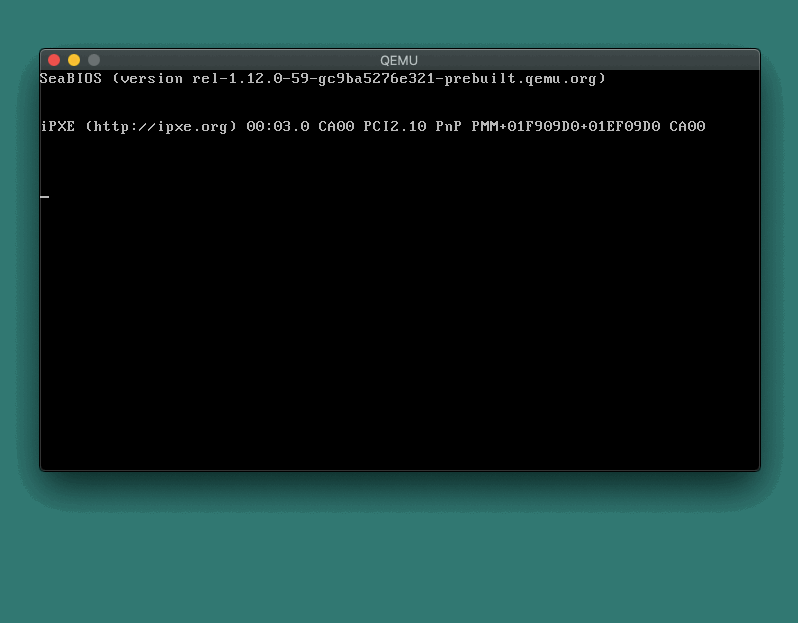 QEMU
SeaBIOS (version rel-1.12.0-59-gc9ba5276e321-prebuilt.qemu.org)
iPXE (http://ipxe.org) 00:03.0 CA00 PCI2.10 PnP PMM+01F909D0+01EF09D0 CA00